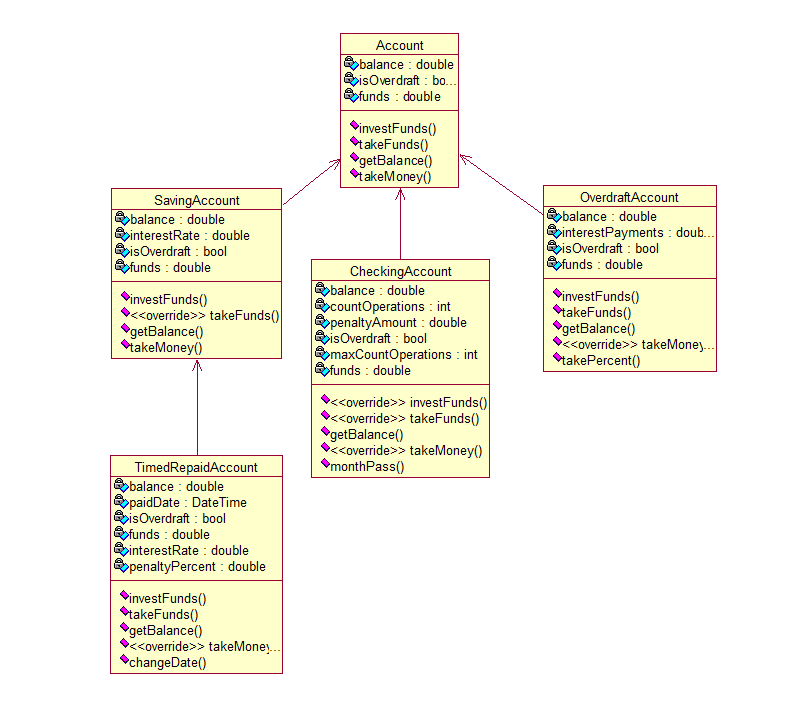 Account
balance : double
isOverdraft : bo...
funds : double
investFunds()
takeFunds()
getBalance()
takeMoney()
SavingAccount
balance : double
interestRate : double
isOverdraft : bool
funds : double
investFunds()
<<override>> takeFunds()
getBalance()
takeMoney()
CheckingAccount
balance : double
countOperations : int
penaltyAmount : double
isOverdraft : bool
maxCountOperations : int
funds : double
<<override>> investFunds()
<<override>> takeFunds()
getBalance()
<<override>> takeMoney()
monthPass()
OverdraftAccount
balance : double
interestPayments : doub...
isOverdraft : bool
funds : double
investFunds()
takeFunds()
getBalance()
<<override>> takeMoney...
takePercent()
TimedRepaidAccount
balance : double
paidDate : DateTime
isOverdraft : bool
funds : double
interestRate : double
penaltyPercent : double
investFunds()
takeFunds()
getBalance()
<<override>> takeMoney...
changeDate()